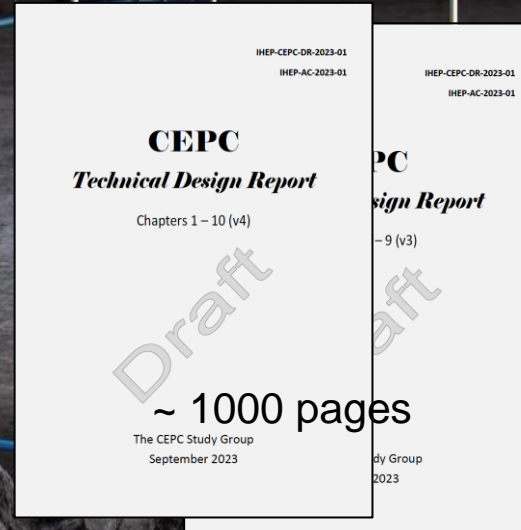 IHEP-CEPC-DR-2023-01
IHEP-AC-2023-01
CEPC
Technical Design Report
Chapters 1 – 10 (v4)
Draft
~ 1000 pages
The CEPC Study Group
September 2023
IHEP-CEPC-DR-2023-01
IHEP-AC-2023-01
PC
sign Report
– 9 (v3)
aft
dy Group
2023